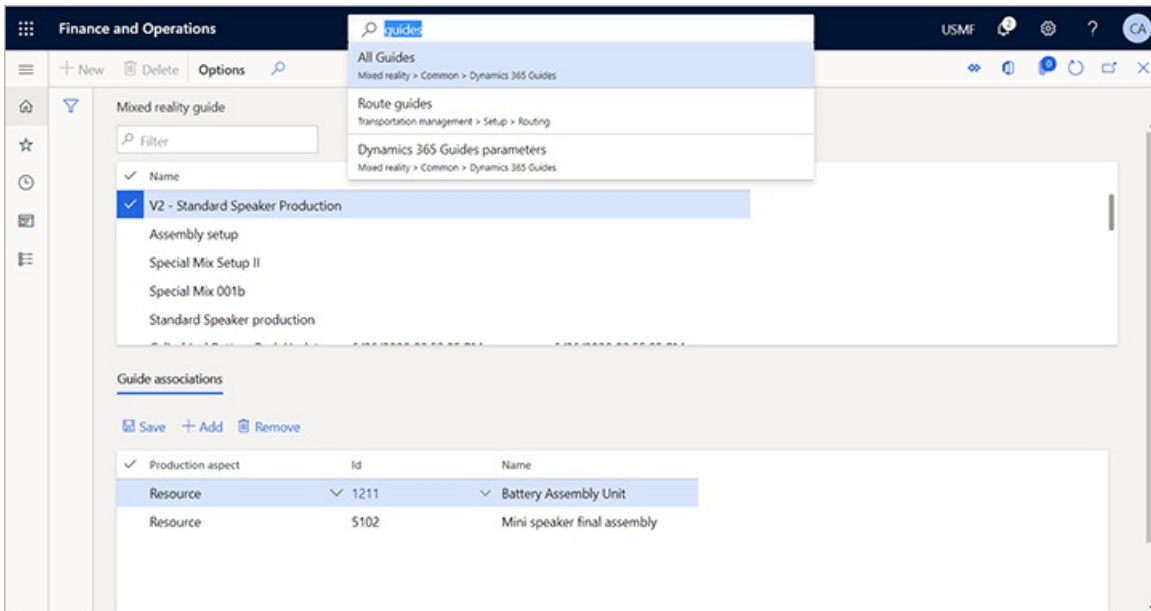 Finance and Operations
guides
USMF
2
?
CA
New
Delete
Options
0
All Guides
Mixed reality > Common > Dynamics 365 Guides
Route guides
Transportation management > Setup > Routing
Dynamics 365 Guides parameters
Mixed reality > Common > Dynamics 365 Guides
Mixed reality guide
Filter
Name
V2 - Standard Speaker Production
Assembly setup
Special Mix Setup II
Special Mix 001b
Standard Speaker production
Guide associations
Save Add Remove
Production aspect Id Name
Resource 1211 Battery Assembly Unit
Resource 5102 Mini speaker final assembly